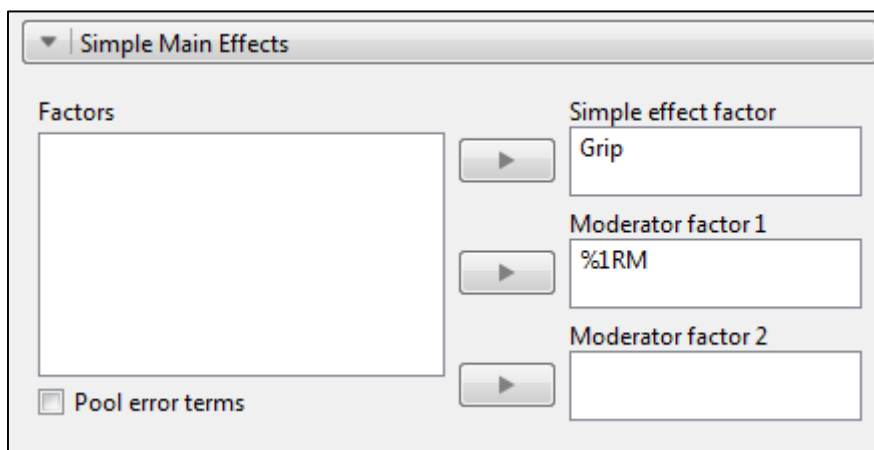 Simple Main Effects
Factors
Simple effect factor
Grip
Moderator factor 1
%1RM
Moderator factor 2
Pool error terms